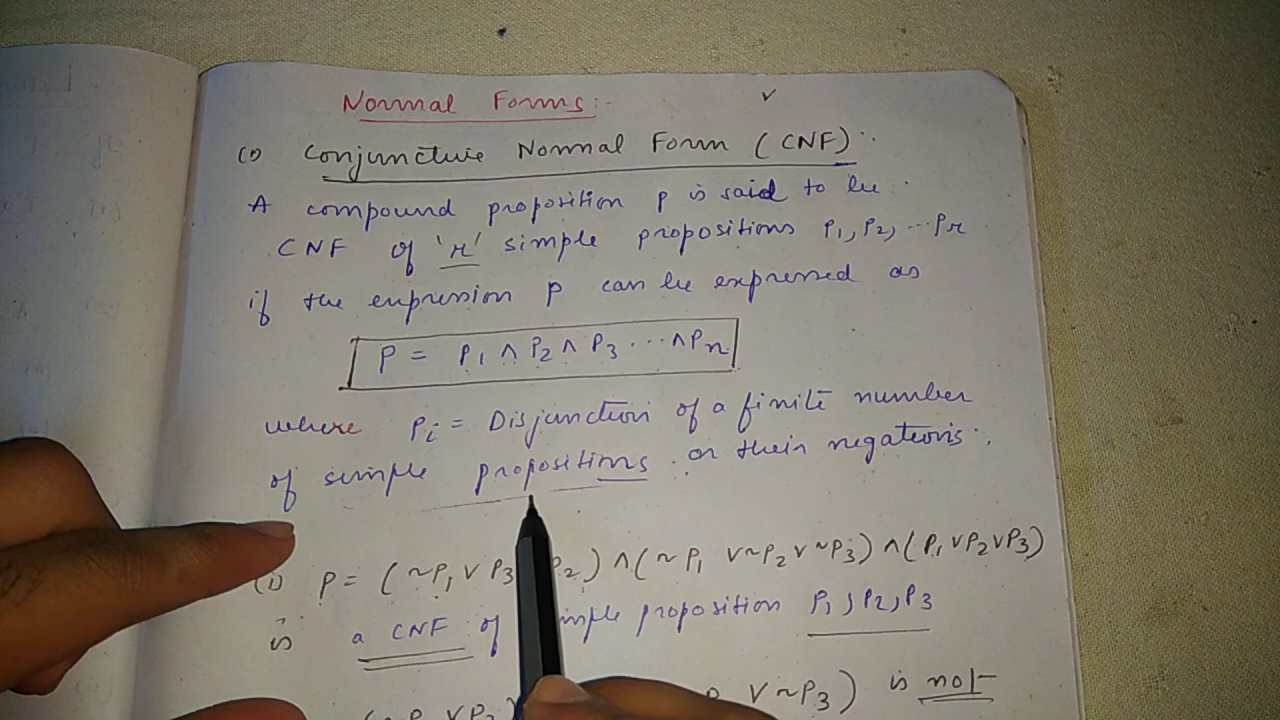 Normal Forms:-
(1) Conjunctive Normal Form (CNF):
A compound proposition P is said to be
CNF of 'n' simple propositions P1, P2, ... Pn
if the expression P can be expressed as
P = P1 ∧ P2 ∧ P3 ... ∧ Pn
where Pi = Disjunction of a finite number
of simple propositions or their negations.
(i) P = (~P1 ∨ P3 P2) ∧ (~P1 ∨ ~P2 ∨ ~P3) ∧ (P1 ∨ P2 ∨ P3)
is a CNF of simple proposition P1, P2, P3
∨ ~P3) is not